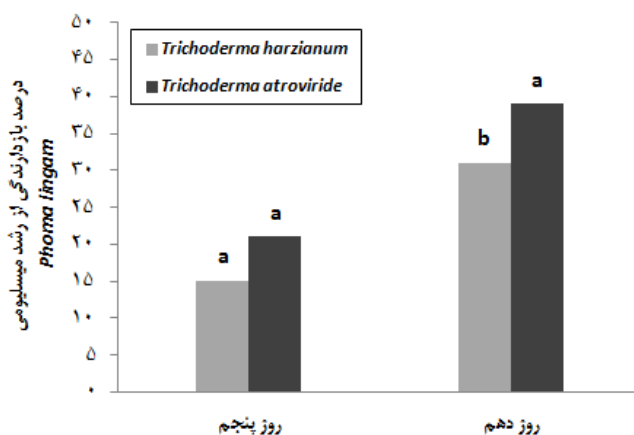 درصد بازدارندگی از رشد میسلیومی
Phoma lingam
۵۰
۴۵
۴۰
۳۵
۳۰
۲۵
۲۰
۱۵
۱۰
۵
۰
Trichoderma harzianum
Trichoderma atroviride
a
a
b
a
روز پنجم
روز دهم